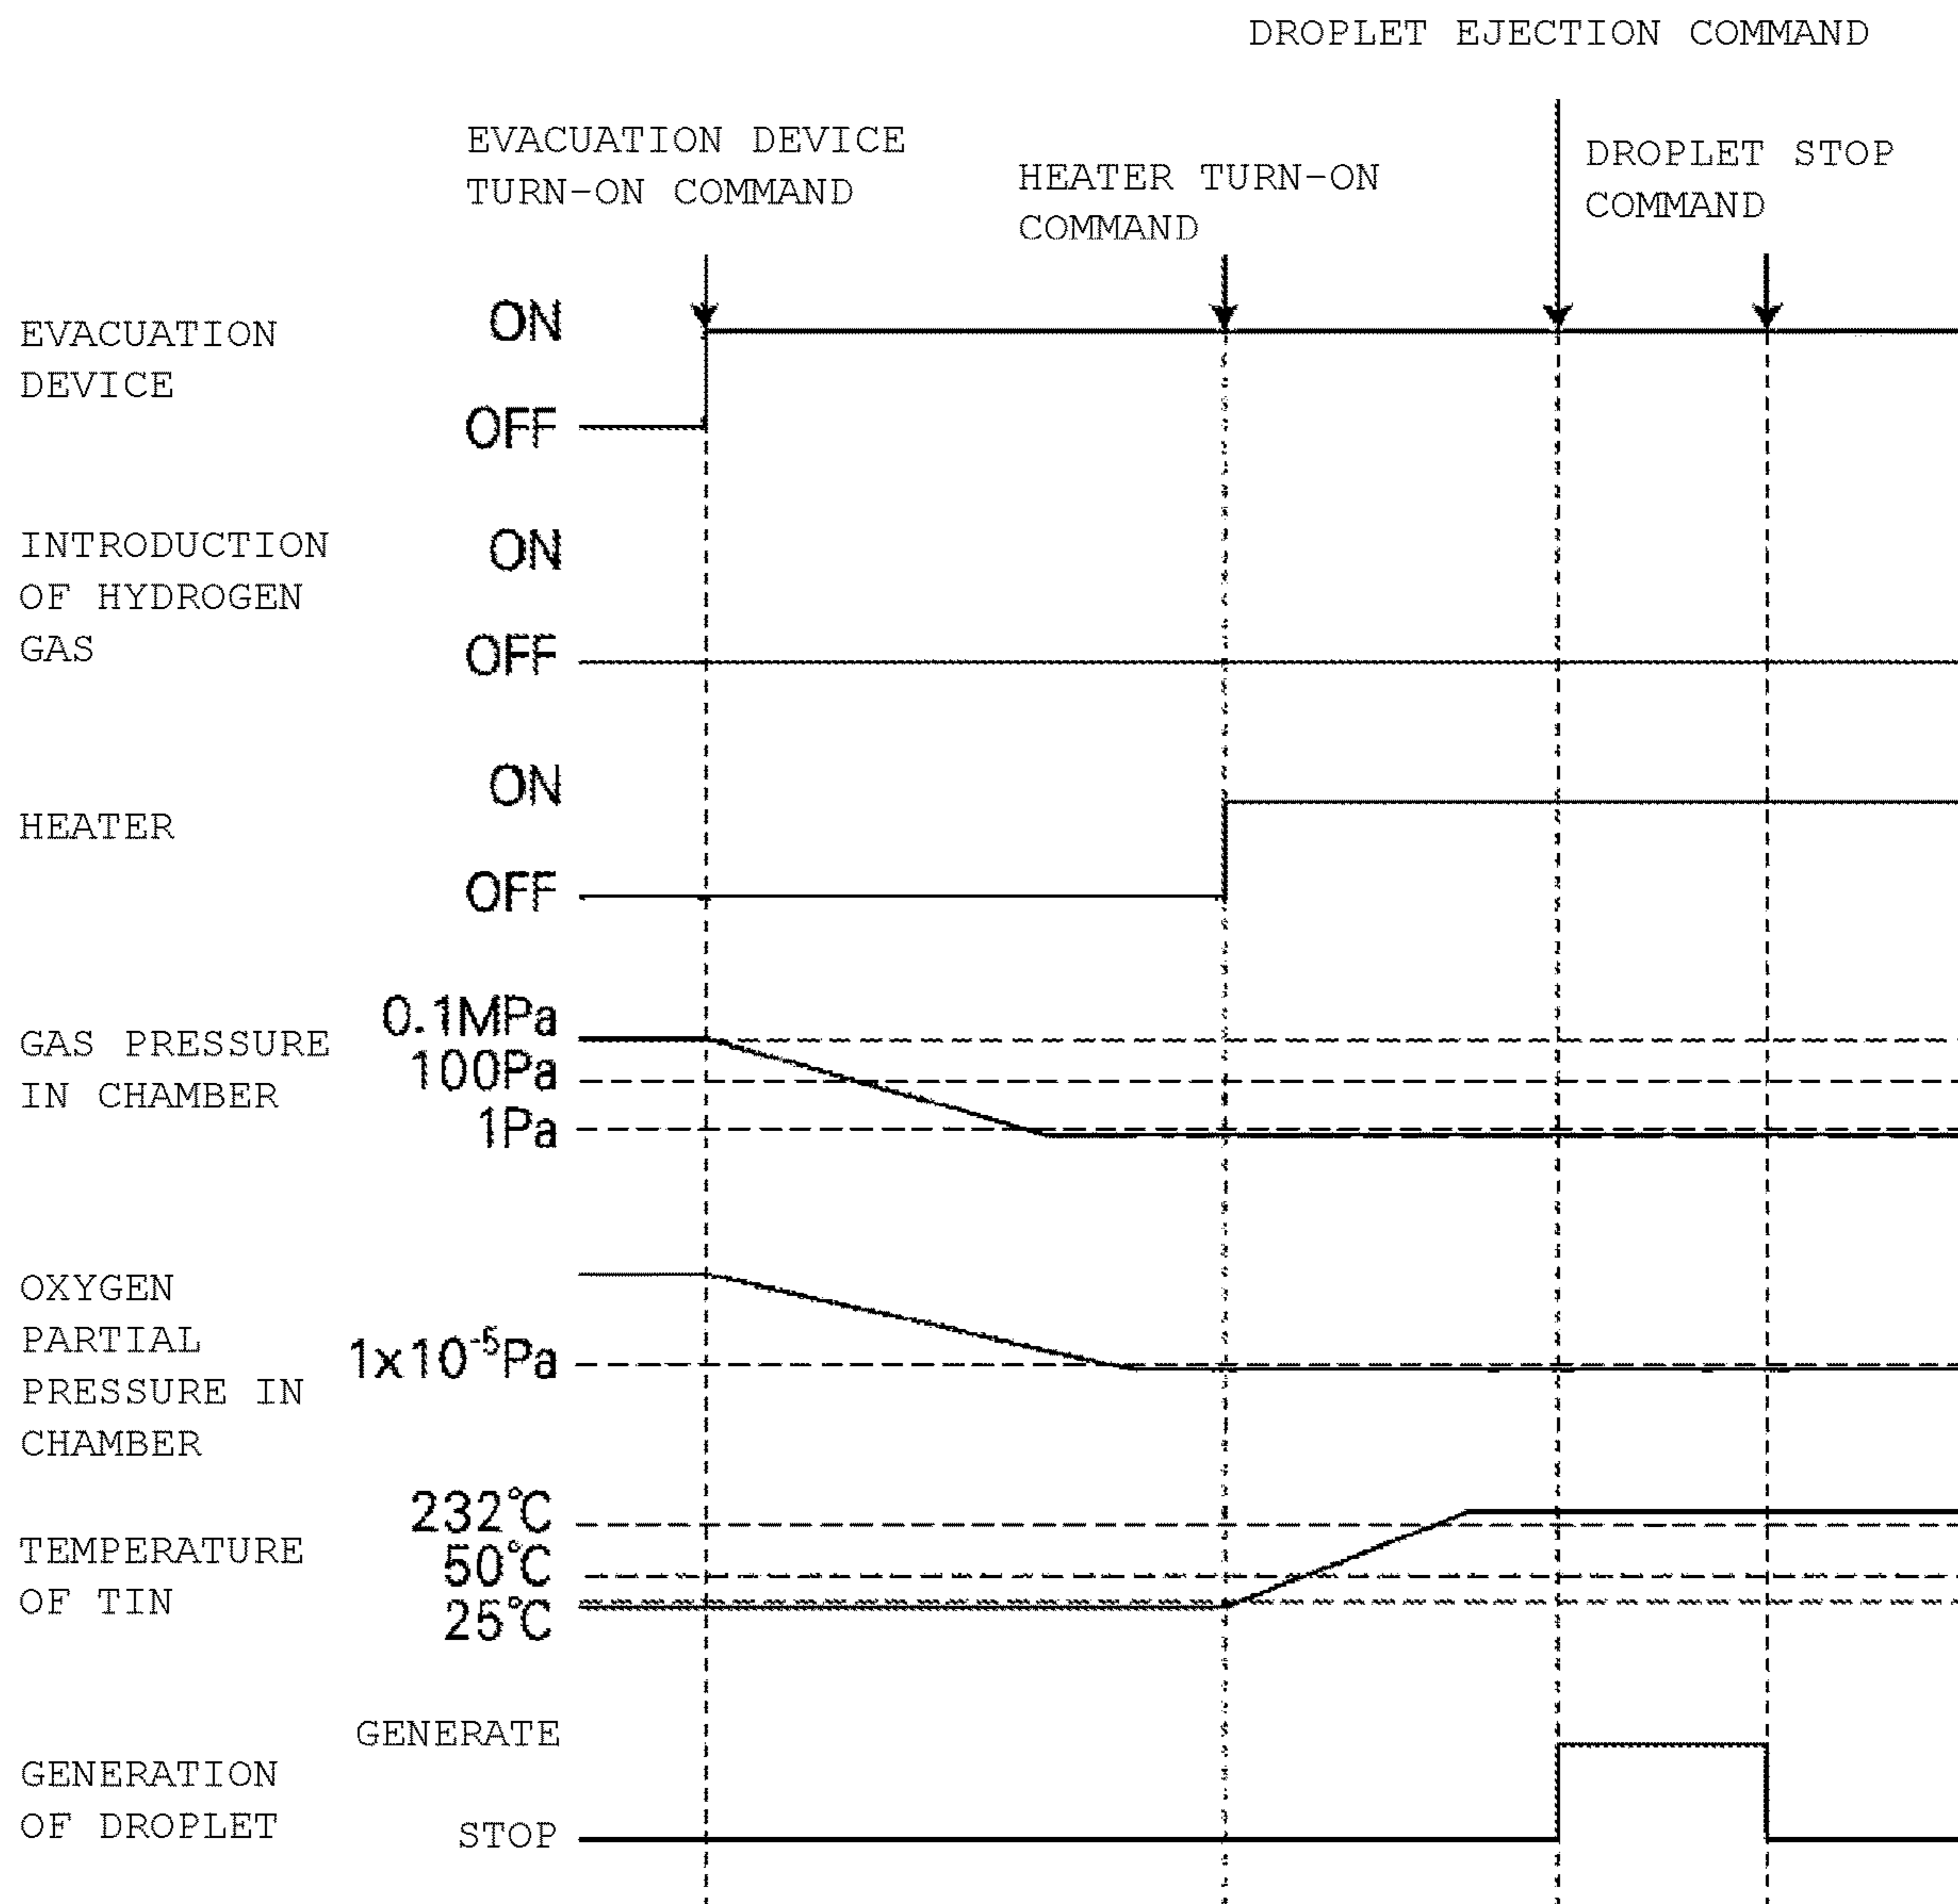 DROPLET EJECTION COMMAND
EVACUATION DEVICE
TURN-ON COMMAND
HEATER TURN-ON
COMMAND
DROPLET STOP
COMMAND
EVACUATION
DEVICE
ON
OFF
INTRODUCTION
OF HYDROGEN
GAS
ON
OFF
HEATER
ON
OFF
GAS PRESSURE
IN CHAMBER
0.1MPa
100Pa
1Pa
OXYGEN
PARTIAL
PRESSURE IN
CHAMBER
1x10⁻⁵Pa
TEMPERATURE
OF TIN
232℃
50℃
25℃
GENERATION
OF DROPLET
GENERATE
STOP